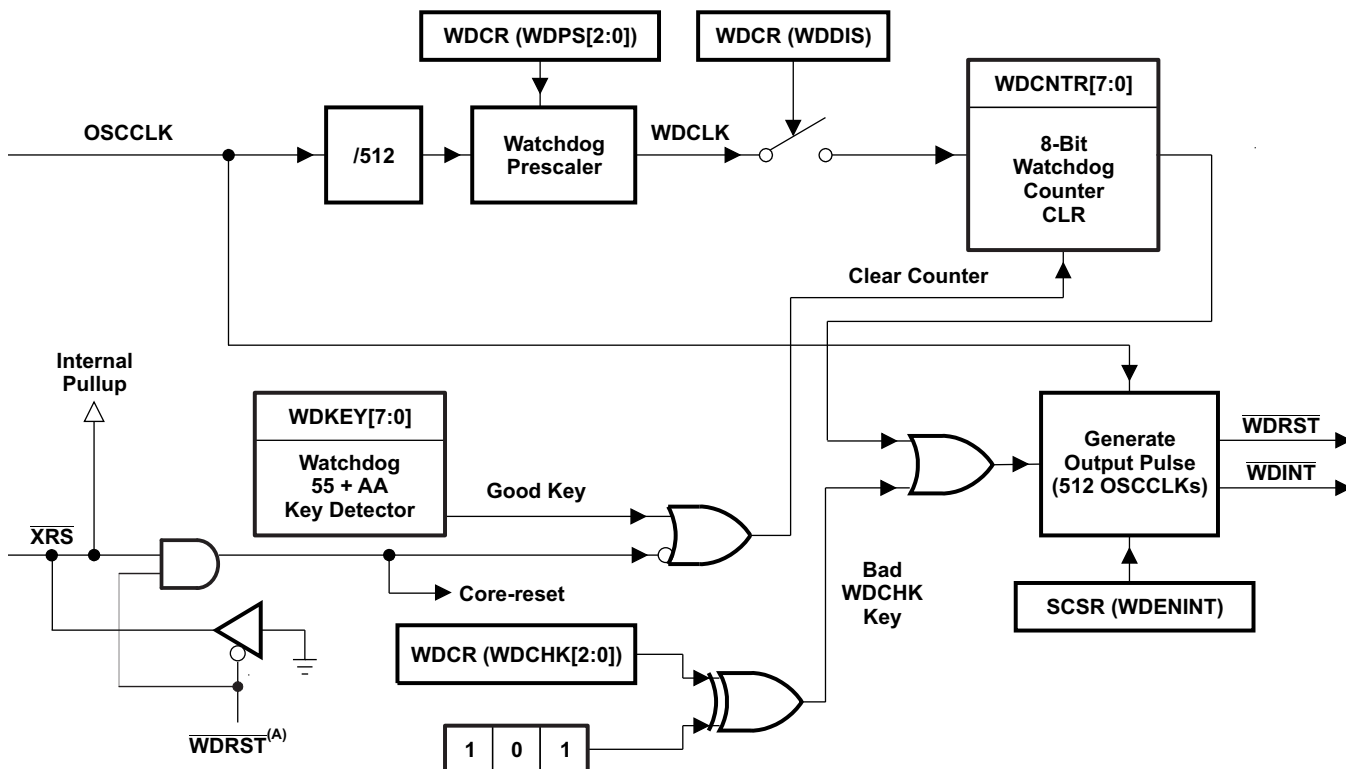 WDCR (WDPS[2:0])
WDCR (WDDIS)
WDCNTR[7:0]
OSCCLK
/512
Watchdog
Prescaler
WDCLK
8-Bit
Watchdog
Counter
CLR
Clear Counter
Internal
Pullup
WDKEY[7:0]
Watchdog
55 + AA
Key Detector
Good Key
Generate
Output Pulse
(512 OSCCLKs)
WDRST
WDINT
XRS
Core-reset
Bad
WDCHK
Key
SCSR (WDENINT)
WDCR (WDCHK[2:0])
WDRST(A)
1 0 1